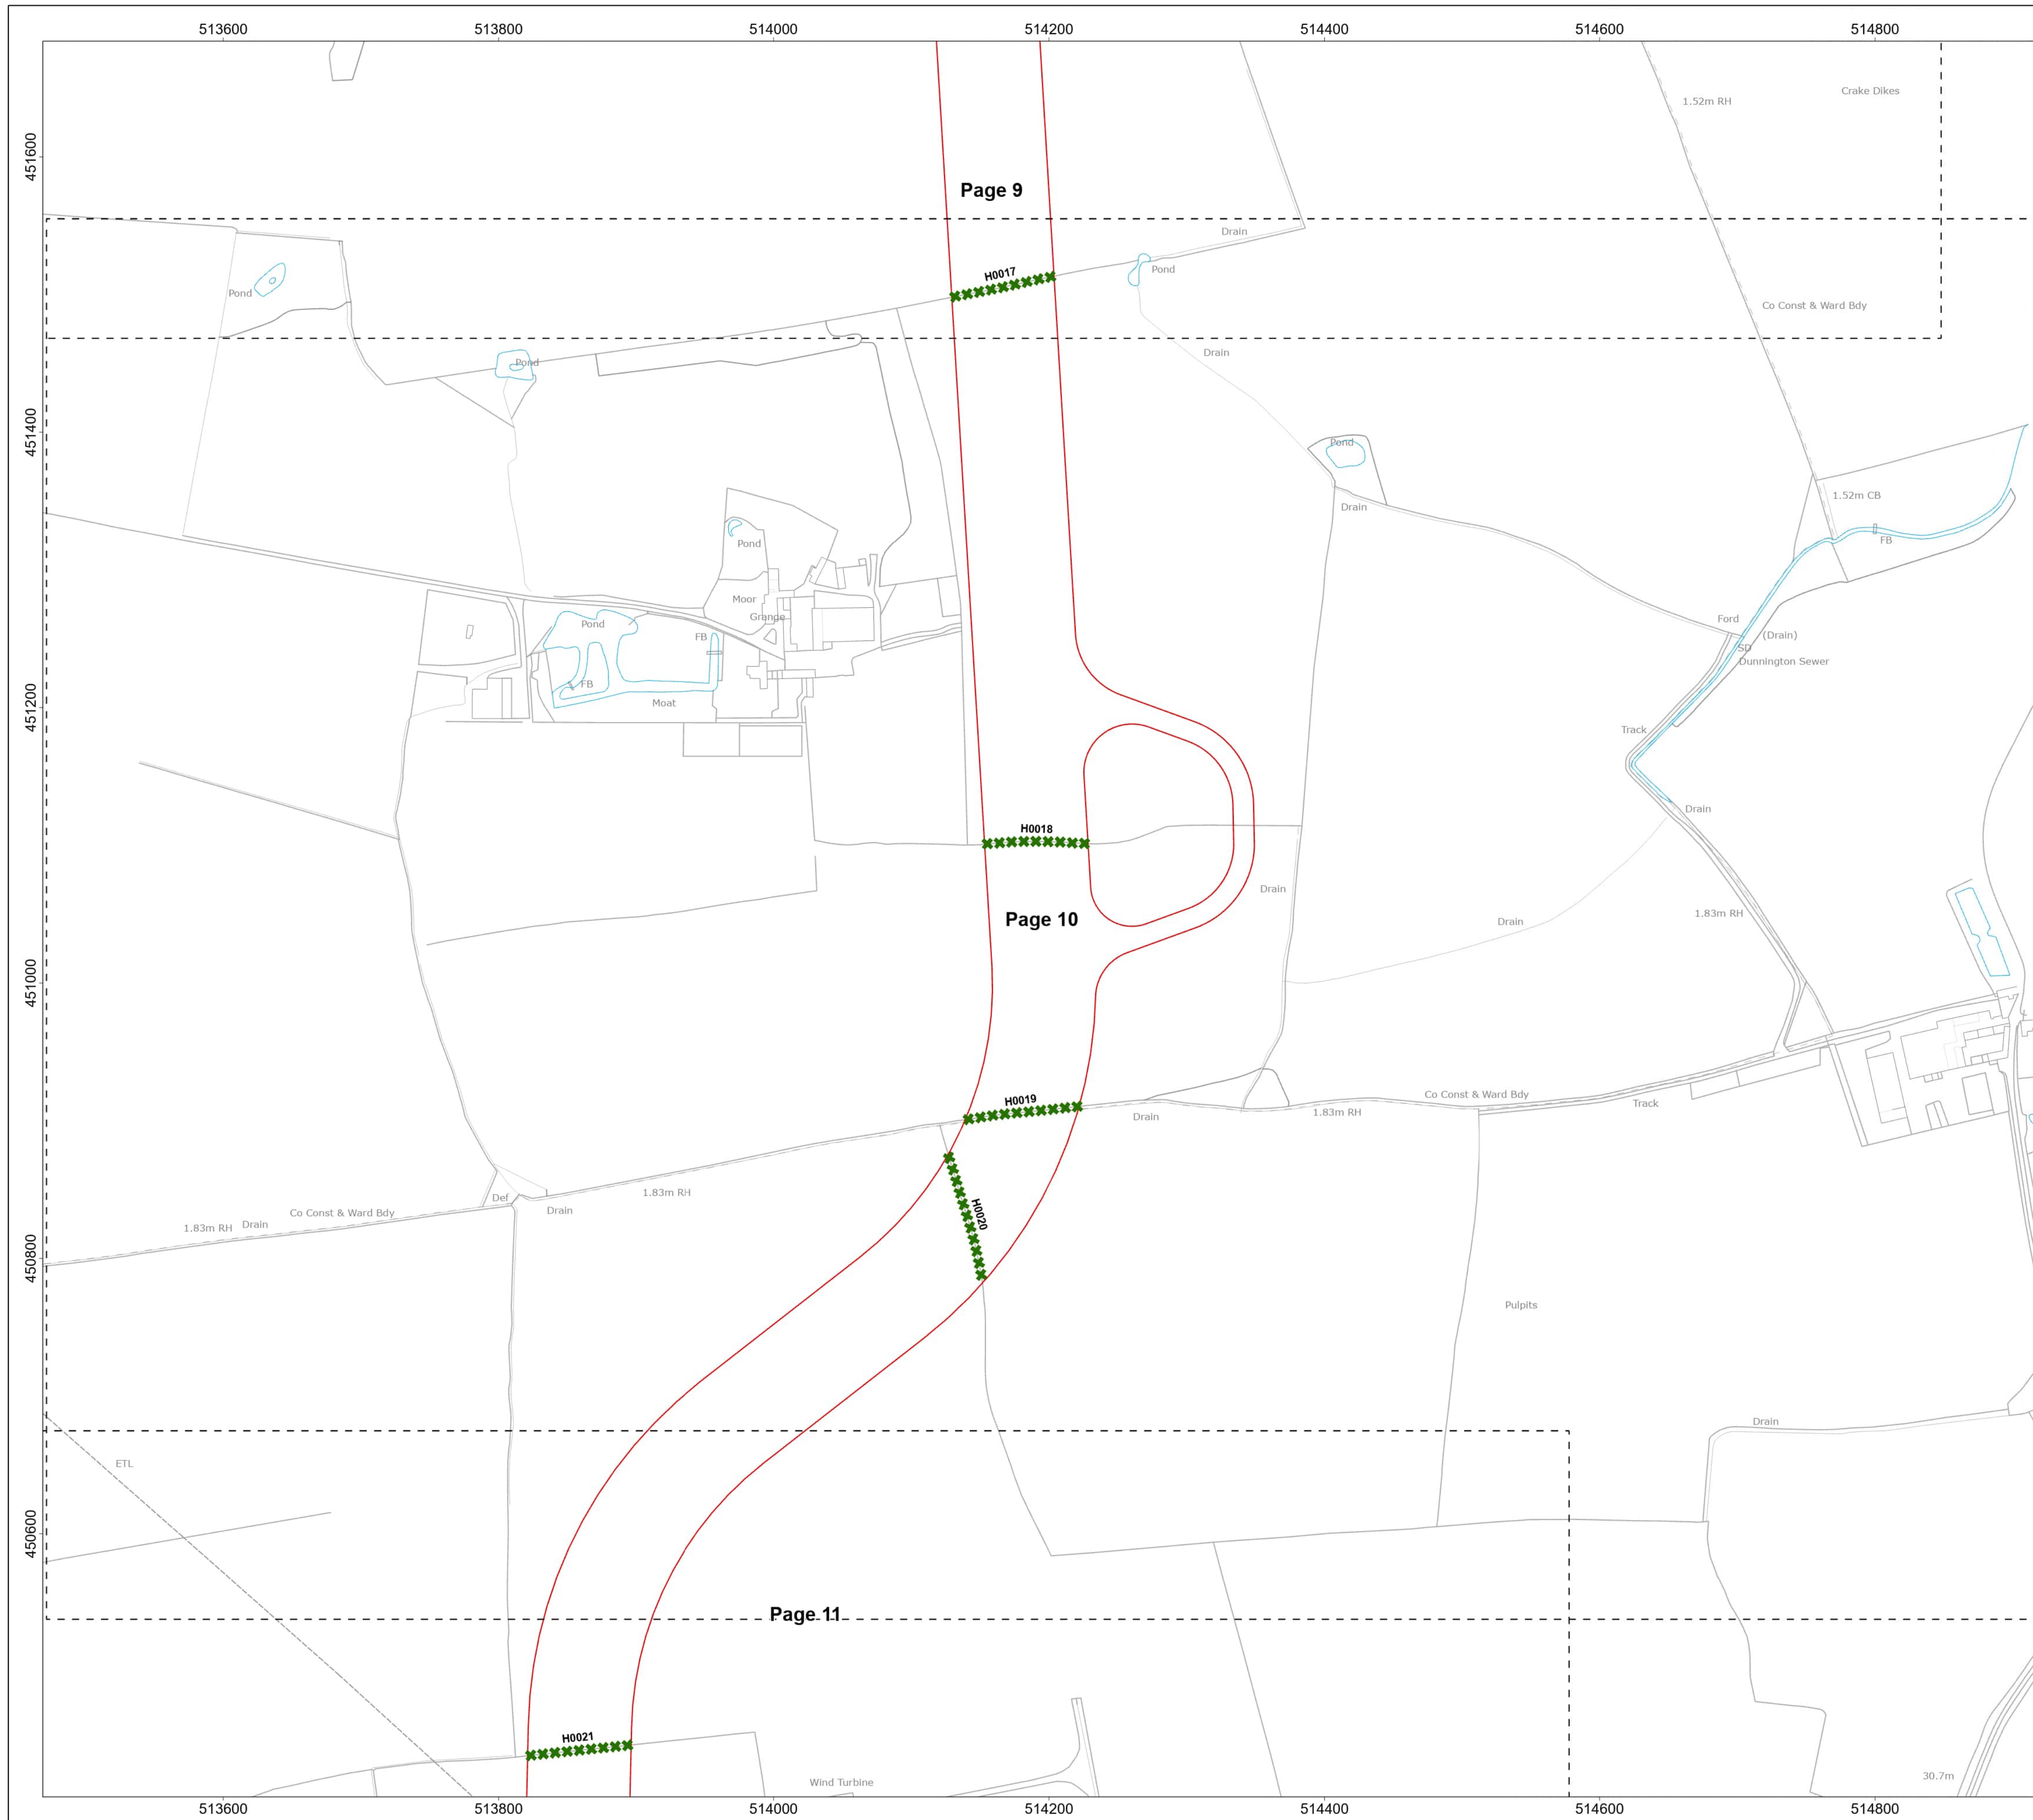 513600 513800 514000 514200 514400 514600 514800
Crake Dikes
1.52m RH
451600
Page 9
Drain
H0017
Pond
Pond
Co Const & Ward Bdy
Drain
Pond
451400
Pond
1.52m CB
Drain
FB
Pond
Moor
Grange
Pond
FB
Ford
(Drain)
SD
Dunnington Sewer
FB
Moat
451200
Track
Drain
H0018
Drain
1.83m RH
Page 10
Drain
451000
H0019
Co Const & Ward Bdy
Track
Drain
1.83m RH
1.83m RH
Def
Drain
H0020
Co Const & Ward Bdy
1.83m RH Drain
450800
Pulpits
Drain
ETL
450600
Page 11
H0021
Wind Turbine
30.7m
513600 513800 514000 514200 514400 514600 514800